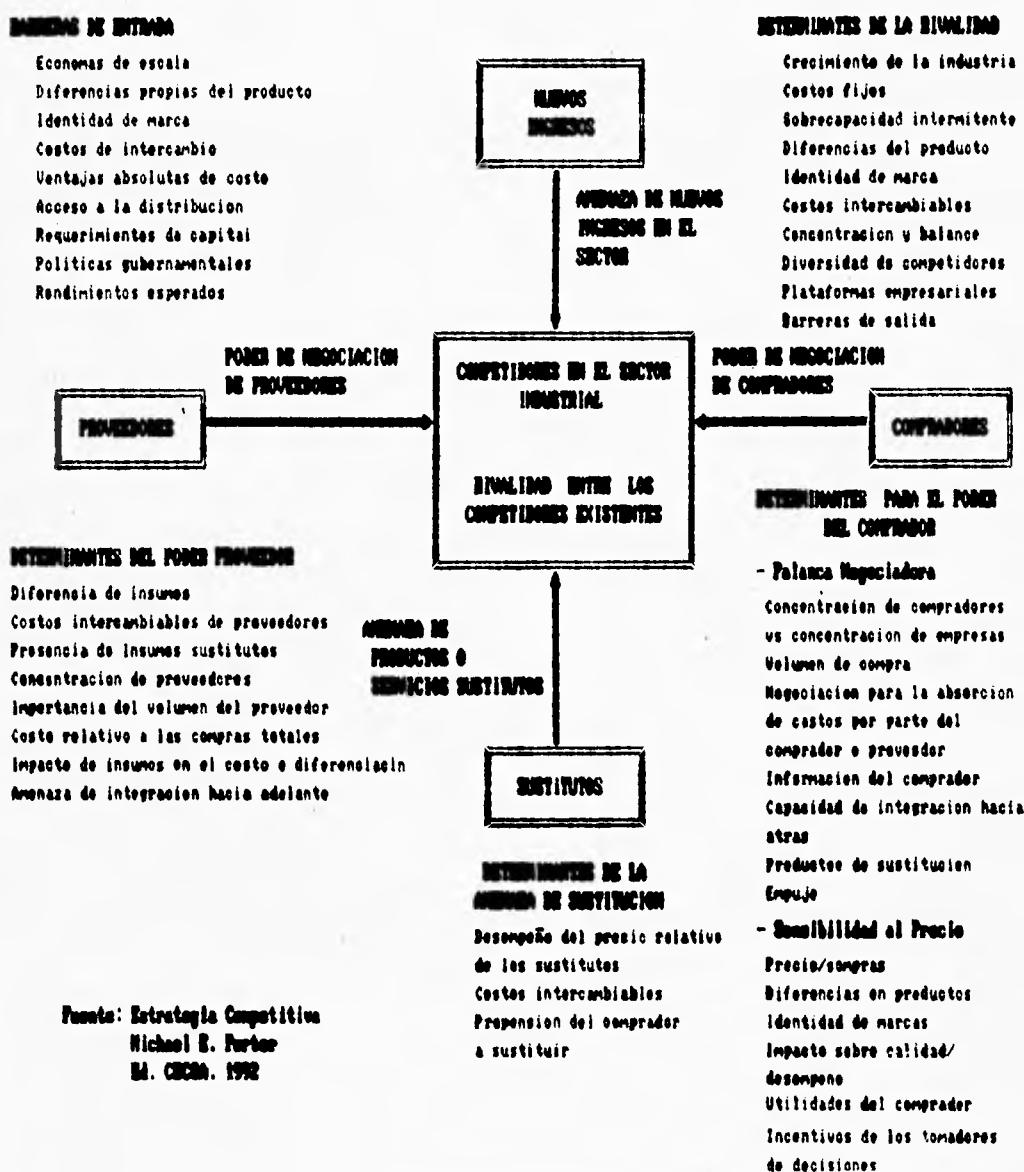 BARRERAS DE ENTRADA
Economas de escala
Diferencias propias del producto
Identidad de marca
Costos de intercambio
Ventajas absolutas de costo
Acceso a la distribucion
Requerimientos de capital
Politicas gubernamentales
Rendimientos esperados
NUEVOS
INGRESOS
AMENAZA DE NUEVOS
INGRESOS EN EL
SECTOR
DETERMINATES DE LA RIVALIDAD
Crecimiento de la industria
Costos fijos
Sobrecapacidad intermitente
Diferencias del producto
Identidad de marca
Costos intercambiables
Concentracion y balance
Diversidad de competidores
Plataformas empresariales
Barreras de salida
PODER DE NEGOCIACION
DE PROVEEDORES
PROVEEDORES
COMPETIDORES EN EL SECTOR
INDUSTRIAL
RIVALIDAD ENTRE LOS
COMPETIDORES EXISTENTES
PODER DE NEGOCIACION
DE COMPRADORES
COMPRADORES
DETERMINANTES DEL PODER PROVEEDOR
Diferencia de insumos
Costos intercambiables de proveedores
Presencia de insumos sustitutos
Concentracion de proveedores
Importancia del volumen del proveedor
Costo relativo a las compras totales
Impacto de insumos en el costo o diferenciacin
Amenaza de integracion hacia adelante
AMENAZA DE
PRODUCTOS O
SERVICIOS SUSTITUTOS
SUSTITUTOS
DETERMINANTES DE LA
AMENAZA DE SUSTITUCION
Desempeño del precio relativo
de los sustitutos
Costos intercambiables
Propension del comprador
a sustituir
DETERMINANTES PARA EL PODER
DEL COMPRADOR
- Palanca Negociadora
Concentracion de compradores
vs concentracion de empresas
Volumen de compra
Negociacion para la absorcion
de costos por parte del
comprador o proveedor
Informacion del comprador
Capacidad de integracion hacia
atras
Productos de sustitucion
Empuje
- Sensibilidad al Precio
Precio/compras
Diferencias en productos
Identidad de marcas
Impacto sobre calidad/
desempeno
Utilidades del comprador
Incentivos de los tomadores
de decisiones
Fuente: Estrategia Competitiva
Michael E. Porter
Ed. CECSA. 1992